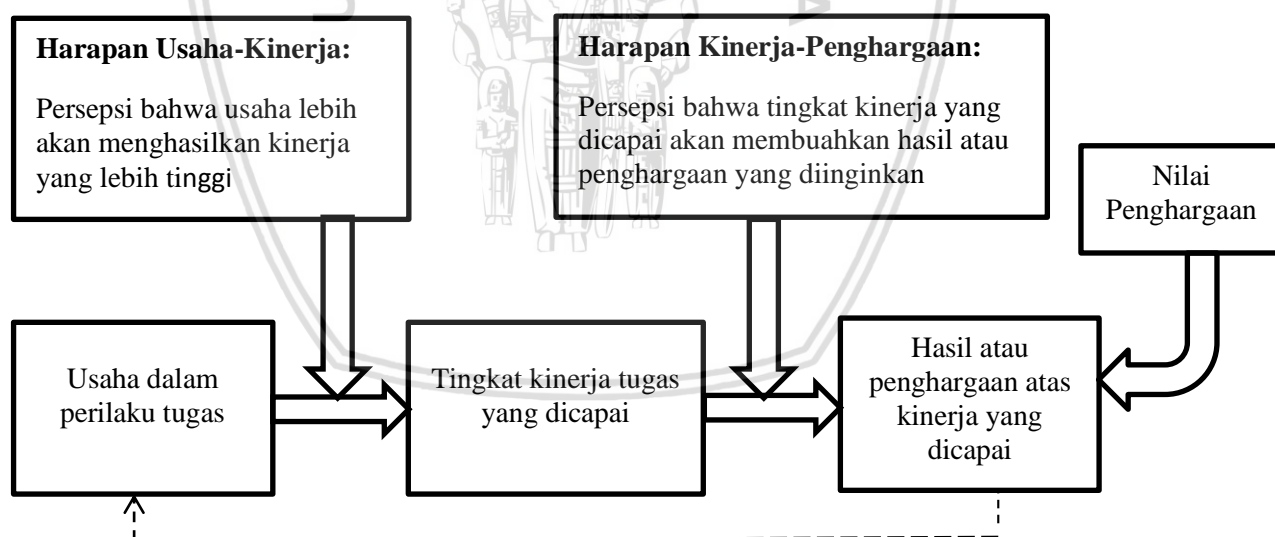 Harapan Usaha-Kinerja:
Persepsi bahwa usaha lebih
akan menghasilkan kinerja
yang lebih tinggi
Harapan Kinerja-Penghargaan:
Persepsi bahwa tingkat kinerja yang
dicapai akan membuahkan hasil atau
penghargaan yang diinginkan
Nilai
Penghargaan
Usaha dalam
perilaku tugas
Tingkat kinerja tugas
yang dicapai
Hasil atau
penghargaan atas
kinerja yang
dicapai